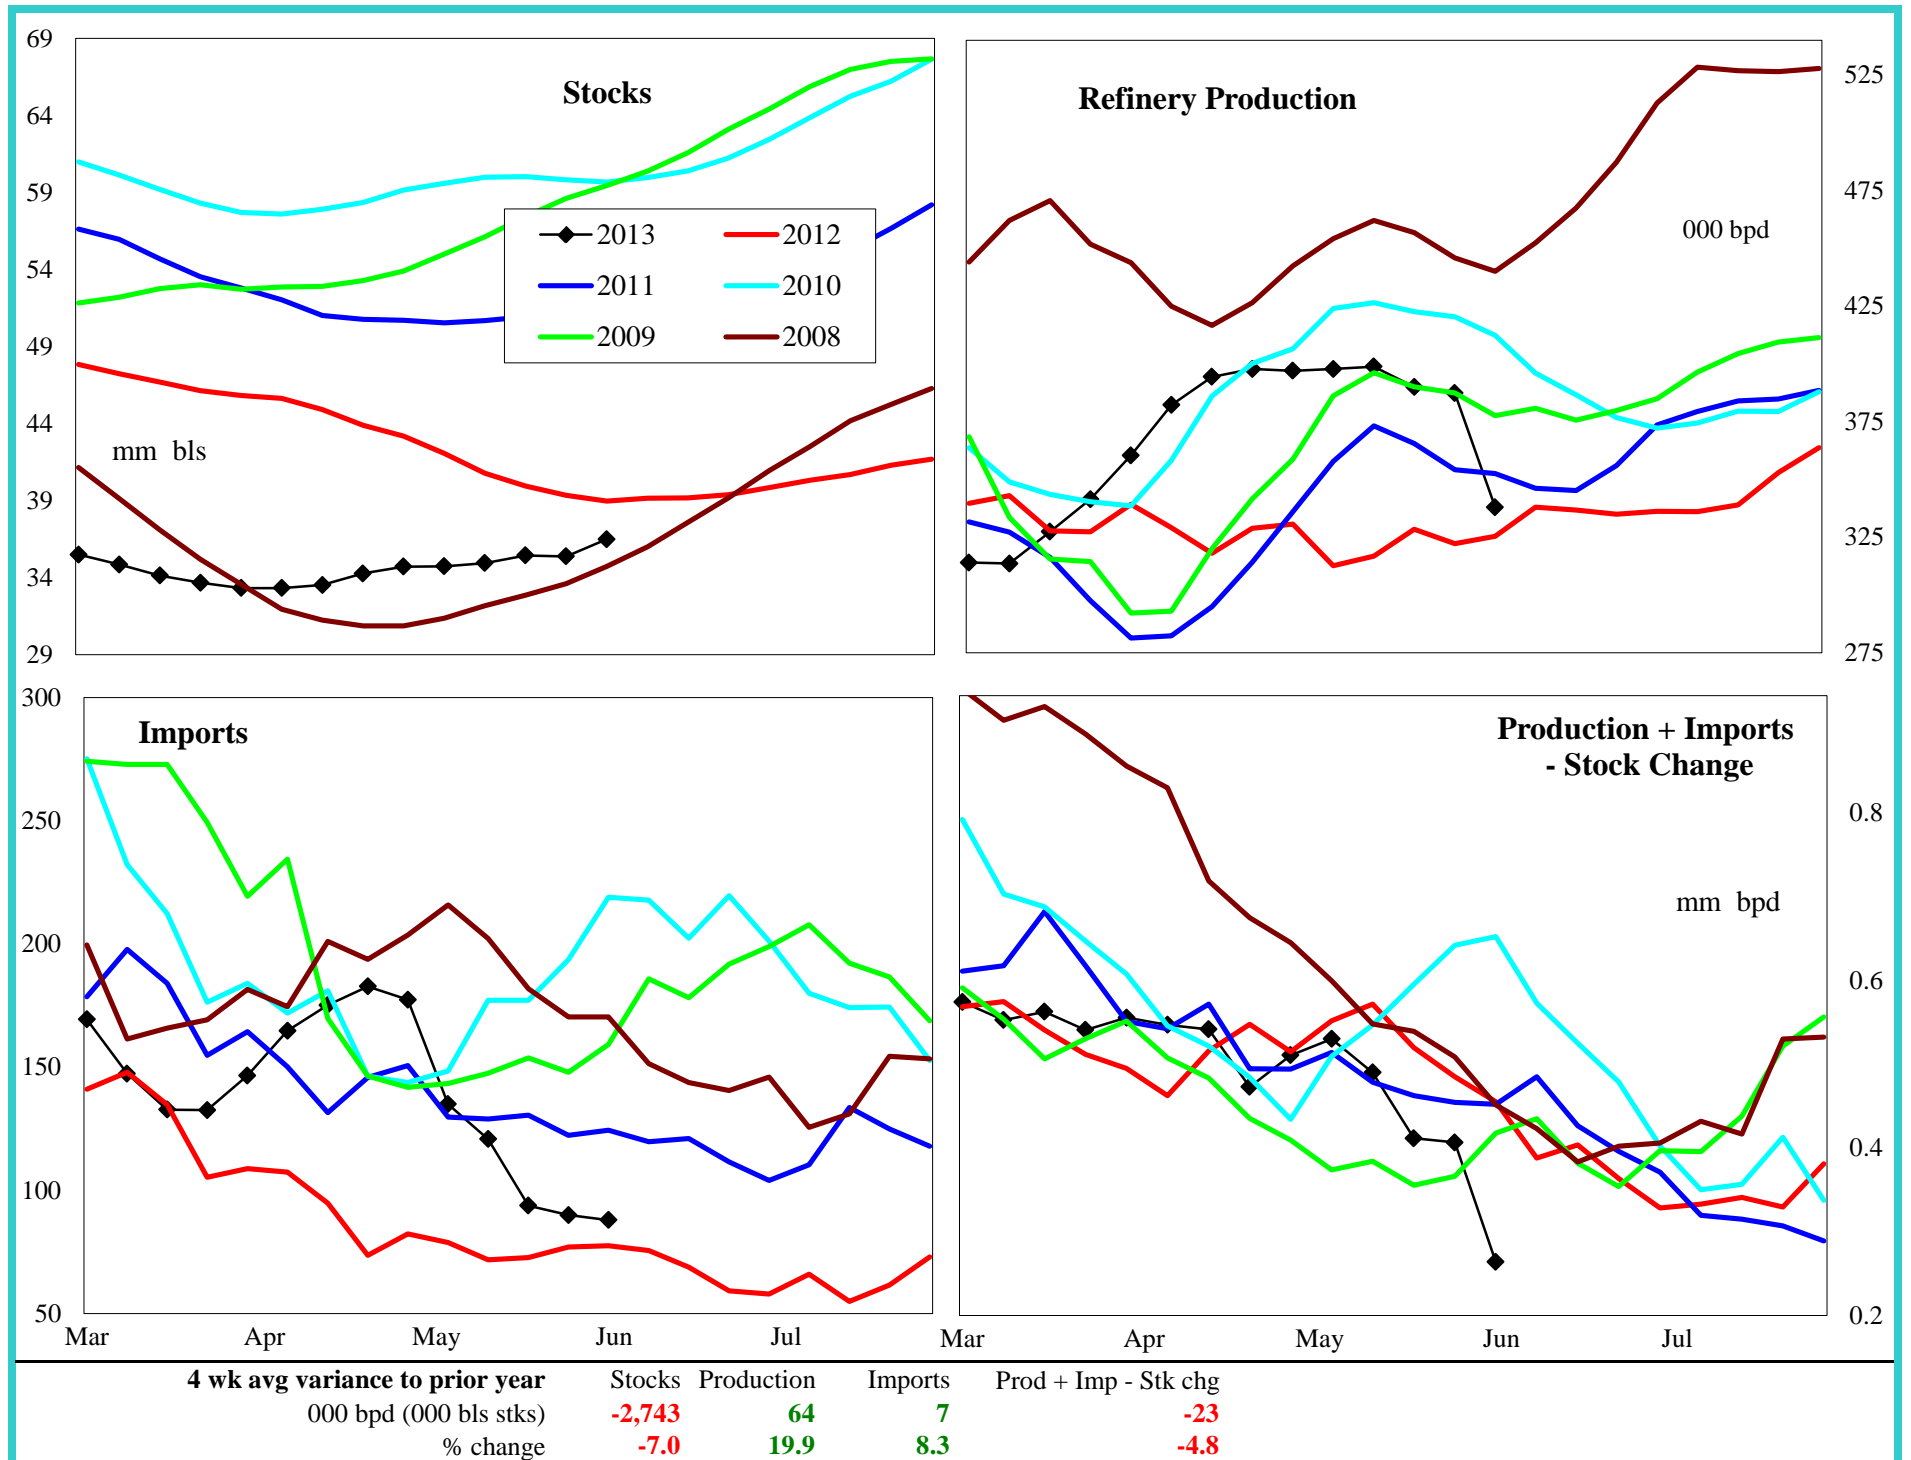 69
64
59
54
49
44
39
34
29
Stocks
mm bls
2013 2012
2011 2010
2009 2008
Refinery Production
000 bpd
525
475
425
375
325
275
300
250
200
150
100
50
Imports
Mar Apr May Jun Jul
Production + Imports
- Stock Change
mm bpd
0.8
0.6
0.4
0.2
Mar Apr May Jun Jul
4 wk avg variance to prior year Stocks Production Imports Prod + Imp - Stk chg
000 bpd (000 bls stks) -2,743 64 7 -23
% change -7.0 19.9 8.3 -4.8